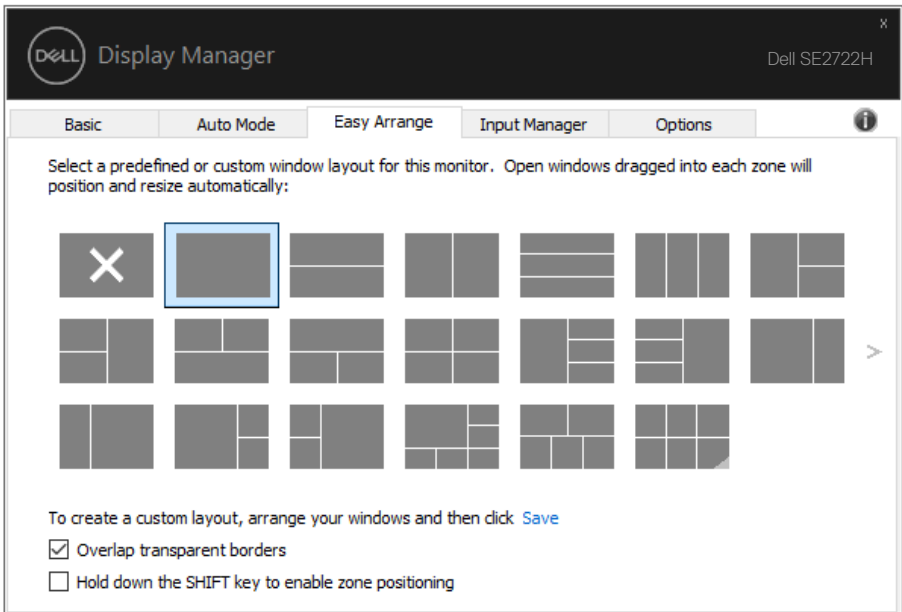 x
DELL Display Manager
Dell SE2722H
Basic Auto Mode Easy Arrange Input Manager Options i
Select a predefined or custom window layout for this monitor. Open windows dragged into each zone will
position and resize automatically:
>
To create a custom layout, arrange your windows and then click Save
Overlap transparent borders
Hold down the SHIFT key to enable zone positioning